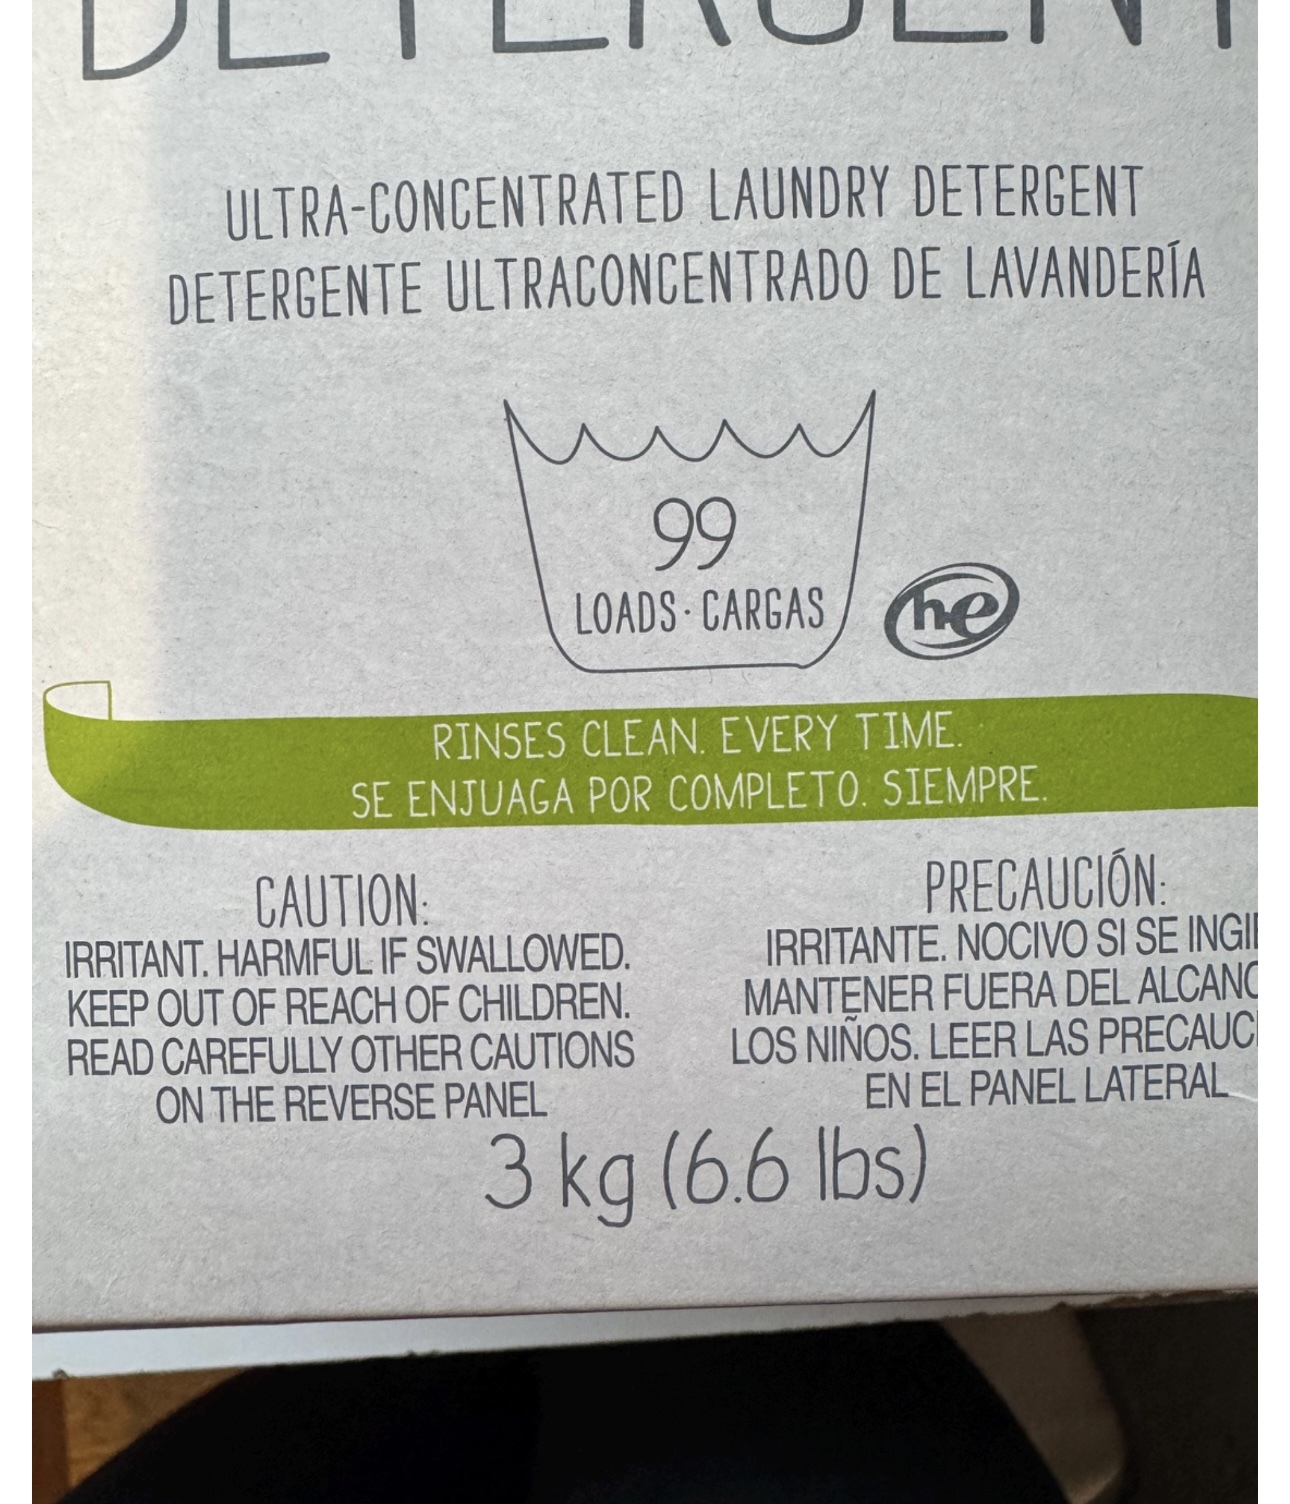 DETERGENT
ULTRA-CONCENTRATED LAUNDRY DETERGENT
DETERGENTE ULTRACONCENTRADO DE LAVANDERÍA
99
LOADS · CARGAS
he
RINSES CLEAN. EVERY TIME.
SE ENJUAGA POR COMPLETO. SIEMPRE.
CAUTION:
IRRITANT. HARMFUL IF SWALLOWED.
KEEP OUT OF REACH OF CHILDREN.
READ CAREFULLY OTHER CAUTIONS
ON THE REVERSE PANEL
PRECAUCIÓN:
IRRITANTE. NOCIVO SI SE
MANTENER FUERA DEL
LOS NIÑOS. LEER LAS
EN EL PANEL LATERAL
3 kg (6.6 lbs)